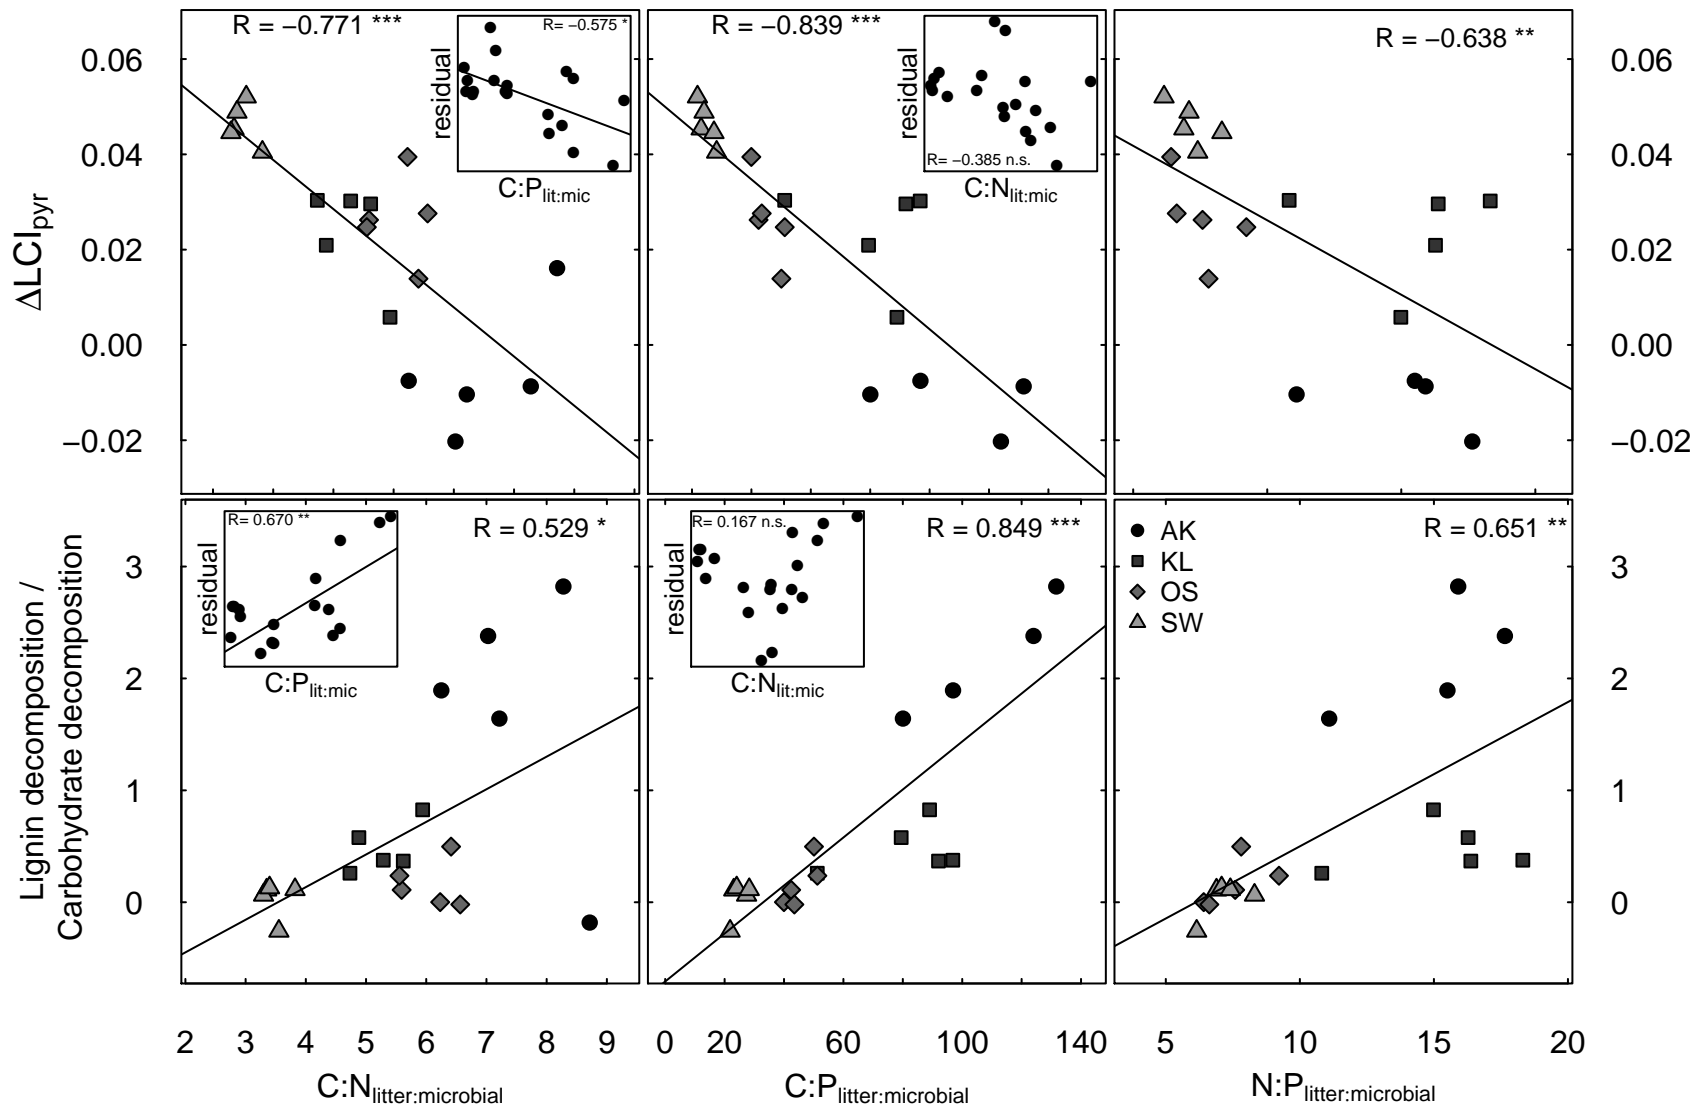 R = −0.771 ***
R = −0.575 *
residual
C:Plit:mic
R = −0.839 ***
R= −0.385 n.s.
residual
C:Nlit:mic
R = −0.638 **
0.06
0.04
0.02
0.00
−0.02
ΔLCIpyr
0.06
0.04
0.02
0.00
−0.02
R= 0.670 **
residual
C:Plit:mic
R = 0.529 *
R= 0.167 n.s.
residual
C:Nlit:mic
R = 0.849 ***
R = 0.651 **
AK
KL
OS
SW
3
2
1
0
Lignin decomposition /
Carbohydrate decomposition
3
2
1
0
2 3 4 5 6 7 8 9
0 20 60 100 140
5 10 15 20
C:Nlitter:microbial
C:Plitter:microbial
N:Plitter:microbial